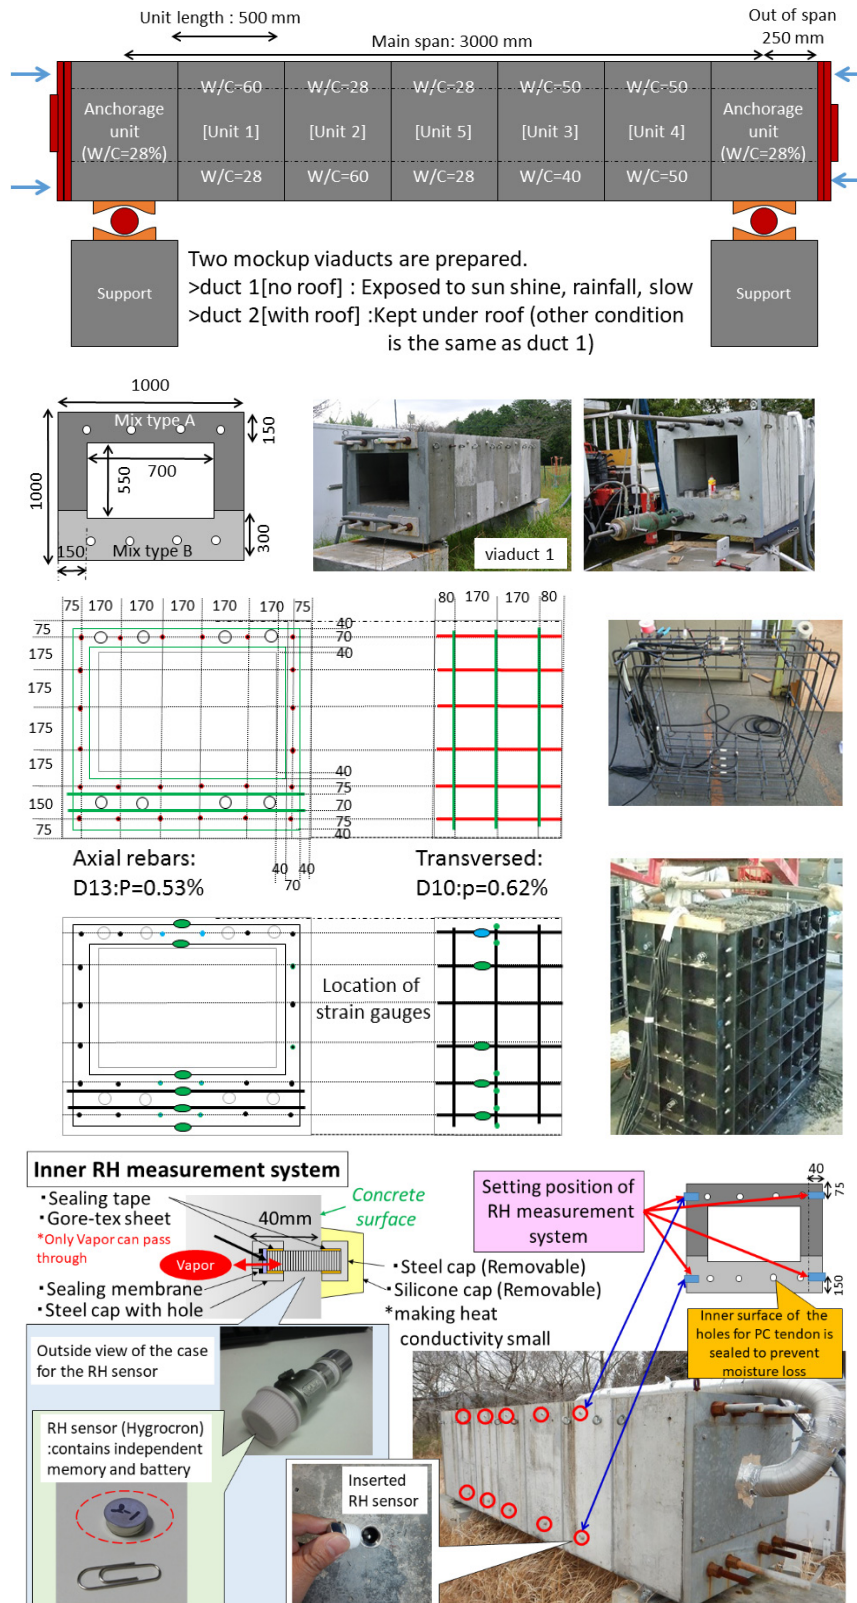 Unit length : 500 mm
Out of span
250 mm
Main span: 3000 mm
W/C=60
W/C=28
W/C=28
W/C=50
W/C=50
Anchorage
unit
(W/C=28%)
[Unit 1]
[Unit 2]
[Unit 5]
[Unit 3]
[Unit 4]
Anchorage
unit
(W/C=28%)
W/C=28
W/C=60
W/C=28
W/C=40
W/C=50
Support
Support
Two mockup viaducts are prepared.
>duct 1[no roof] : Exposed to sun shine, rainfall, slow
>duct 2[with roof] :Kept under roof (other condition
is the same as duct 1)
1000
Mix type A
150
1000
550
700
300
Mix type B
150
viaduct 1
75 170 170 170 170 75
80 170 170 80
75
175
175
175
175
150
75
40
70
40
40
75
70
75
40
40 40
70
Axial rebars:
D13:P=0.53%
Transversed:
D10:p=0.62%
Location of
strain gauges
Inner RH measurement system
・Sealing tape
・Gore-tex sheet
*Only Vapor can pass
through
Vapor
・Sealing membrane
・Steel cap with hole
40mm
Concrete
surface
・Steel cap (Removable)
・Silicone cap (Removable)
*making heat
conductivity small
Setting position of
RH measurement
system
40
75
150
Inner surface of the
holes for PC tendon is
sealed to prevent
moisture loss
Outside view of the case
for the RH sensor
RH sensor (Hygrocron)
:contains independent
memory and battery
Inserted
RH sensor